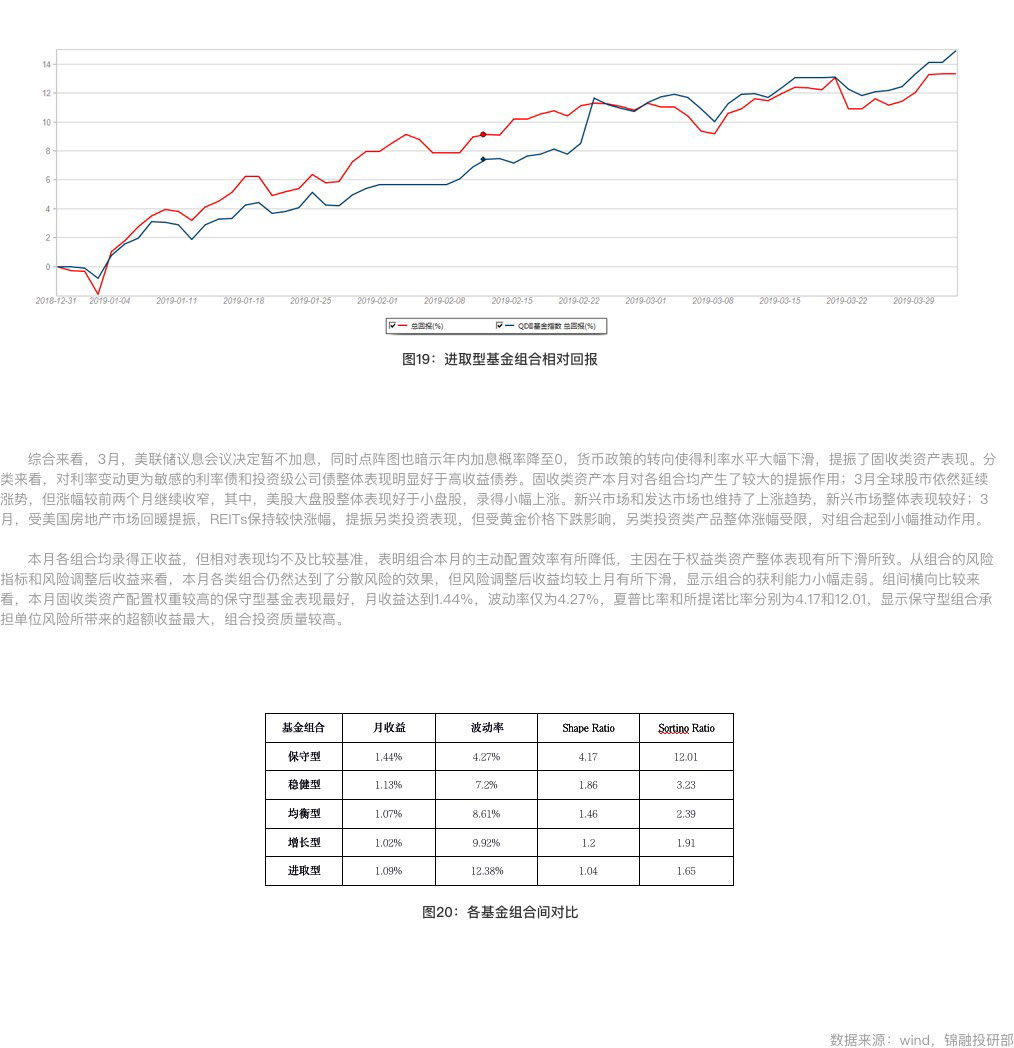 14
12
10
8
6
4
2
0
2018-12-31 2019-01-04 2019-01-11 2019-01-18 2019-01-25 2019-02-01 2019-02-08 2019-02-15 2019-02-22 2019-03-01 2019-03-08 2019-03-15 2019-03-22 2019-03-29
总回报(%) QDII基金指数 总回报(%)
图19：进取型基金组合相对回报
综合来看，3月，美联储议息会议决定暂不加息，同时点阵图也暗示年内加息概率降至0，货币政策的转向使得利率水平大幅下滑，提振了固收类资产表现。分
类来看，对利率变动更为敏感的利率债和投资级公司债整体表现明显好于高收益债券。固收类资产本月对各组合均产生了较大的提振作用；3月全球股市依然延续
涨势，但涨幅较前两个月继续收窄，其中，美股大盘股整体表现好于小盘股，录得小幅上涨。新兴市场和发达市场也维持了上涨趋势，新兴市场整体表现较好；3
月，受美国房地产市场回暖提振，REITs保持较快涨幅，提振另类投资表现，但受黄金价格下跌影响，另类投资类产品整体涨幅受限，对组合起到小幅推动作用。
本月各组合均录得正收益，但相对表现均不及比较基准，表明组合本月的主动配置效率有所降低，主因在于权益类资产整体表现有所下滑所致。从组合的风险
指标和风险调整后收益来看，本月各类组合仍然达到了分散风险的效果，但风险调整后收益均较上月有所下滑，显示组合的获利能力小幅走弱。组间横向比较来
看，本月固收类资产配置权重较高的保守型基金表现最好，月收益达到1.44%，波动率仅为4.27%，夏普比率和所提诺比率分别为4.17和12.01，显示保守型组合承
担单位风险所带来的超额收益最大，组合投资质量较高。
基金组合 月收益 波动率 Shape Ratio Sortino Ratio
保守型 1.44% 4.27% 4.17 12.01
稳健型 1.13% 7.2% 1.86 3.23
均衡型 1.07% 8.61% 1.46 2.39
增长型 1.02% 9.92% 1.2 1.91
进取型 1.09% 12.38% 1.04 1.65
图20：各基金组合间对比
数据来源：wind，锦融投研部